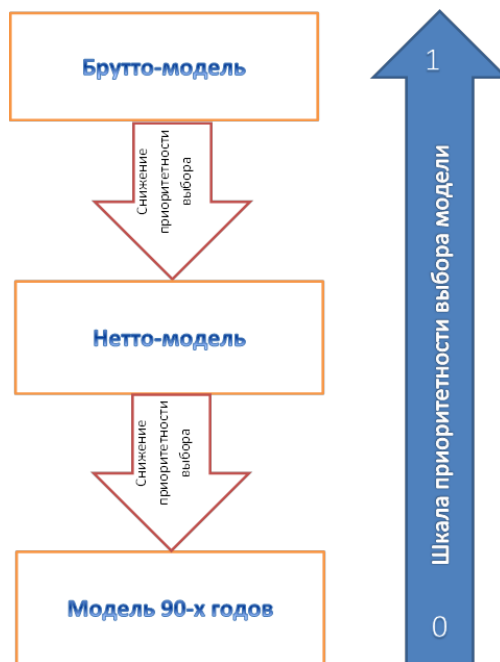 Брутто-модель
Снижение
приоритетности
выбора
Нетто-модель
Снижение
приоритетности
выбора
Модель 90-х годов
1
Шкала приоритетности выбора модели
0